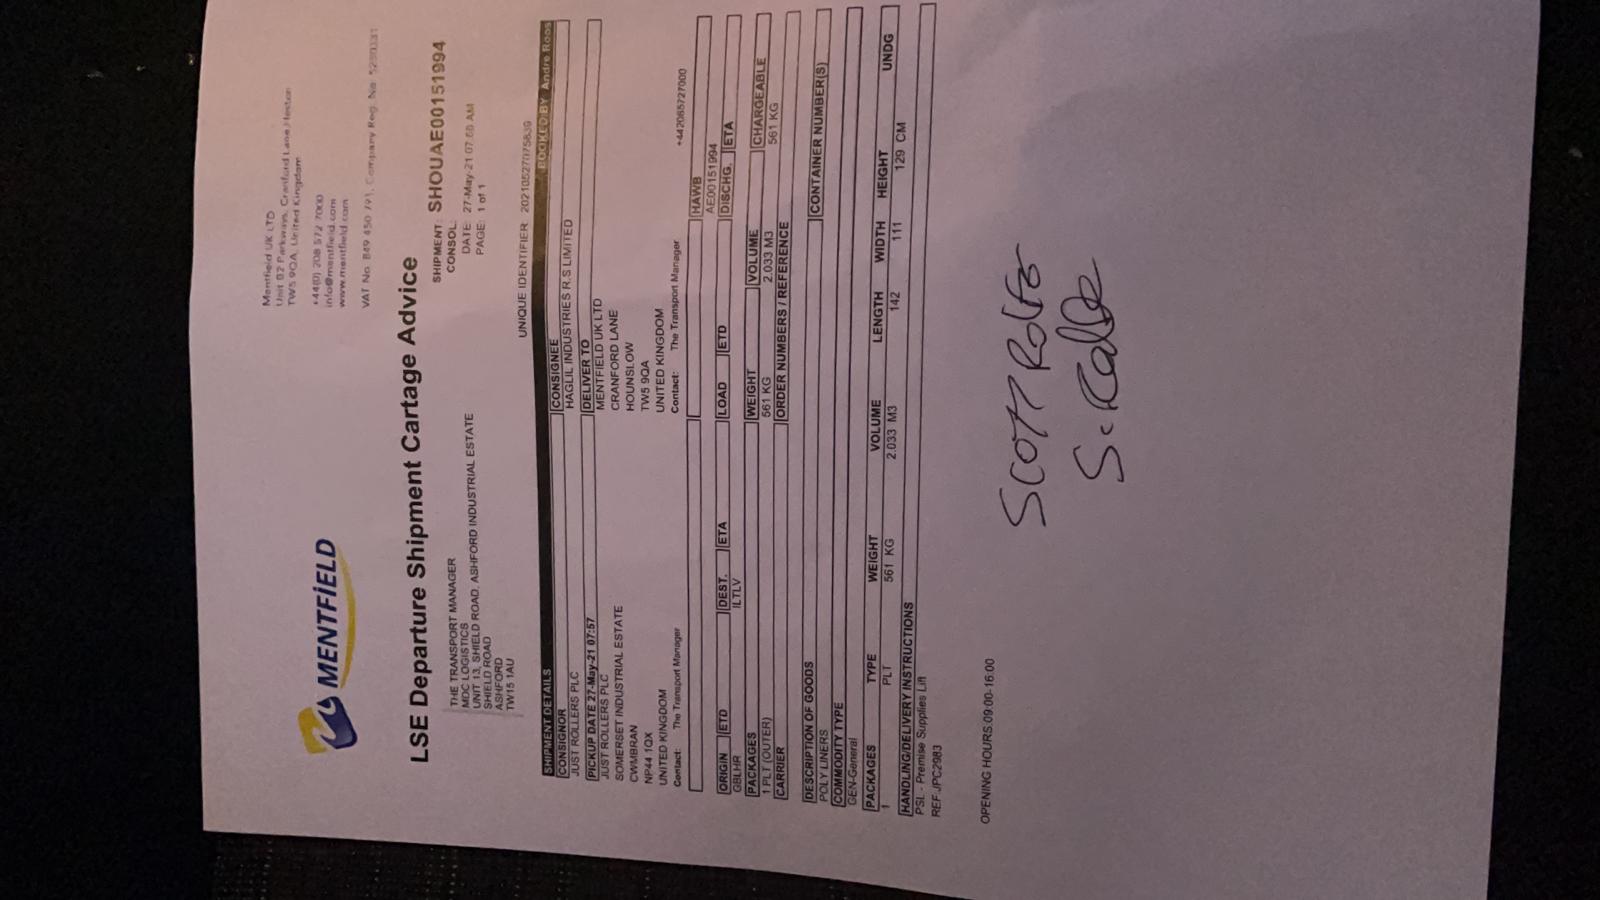 MENTFIELD
Mentfield UK LTD
Unit B2 Parkways, Cranford Lane, Heston
TW5 9QA, United Kingdom
+44(0) 208 572 7000
info@mentfield.com
www.mentfield.com
VAT No. 849 450 791, Company Reg. No.
LSE Departure Shipment Cartage Advice
SHIPMENT: SHOUAE00151994
CONSOL:
DATE: 27-May-21
PAGE: 1 of 1
THE TRANSPORT MANAGER
MDC LOGISTICS
UNIT 13, SHIELD ROAD, ASHFORD INDUSTRIAL ESTATE
SHIELD ROAD
ASHFORD
TW15 1AU
UNIQUE IDENTIFIER
SHIPMENT DETAILS BOOKED BY Andre Roos
CONSIGNOR CONSIGNEE
JUST ROLLERS PLC HAGLIL INDUSTRIES R.S LIMITED
PICKUP DATE 27-May-21 07:57 DELIVER TO
JUST ROLLERS PLC MENTFIELD UK LTD
SOMERSET INDUSTRIAL ESTATE CRANFORD LANE
CWMBRAN HOUNSLOW
NP44 1QX TW5 9QA
UNITED KINGDOM UNITED KINGDOM
Contact: The Transport Manager Contact: The Transport Manager +442085727000
HAWB
AE00151994
ORIGIN ETD DEST. ETA LOAD ETD DISCHG. ETA
GBLHR ILTLV
PACKAGES WEIGHT VOLUME CHARGEABLE
1 PLT (OUTER) 561 KG 2.033 M3 561 KG
CARRIER ORDER NUMBERS / REFERENCE
DESCRIPTION OF GOODS CONTAINER NUMBER(S)
POLY LINERS
COMMODITY TYPE
GEN-General
PACKAGES TYPE WEIGHT VOLUME LENGTH WIDTH HEIGHT UNDG
1 PLT 561 KG 2.033 M3 142 111 129 CM
HANDLING/DELIVERY INSTRUCTIONS
PSL - Premise Supplies Lift
REF:JPC2983
OPENING HOURS:09:00-16:00
SCOTT